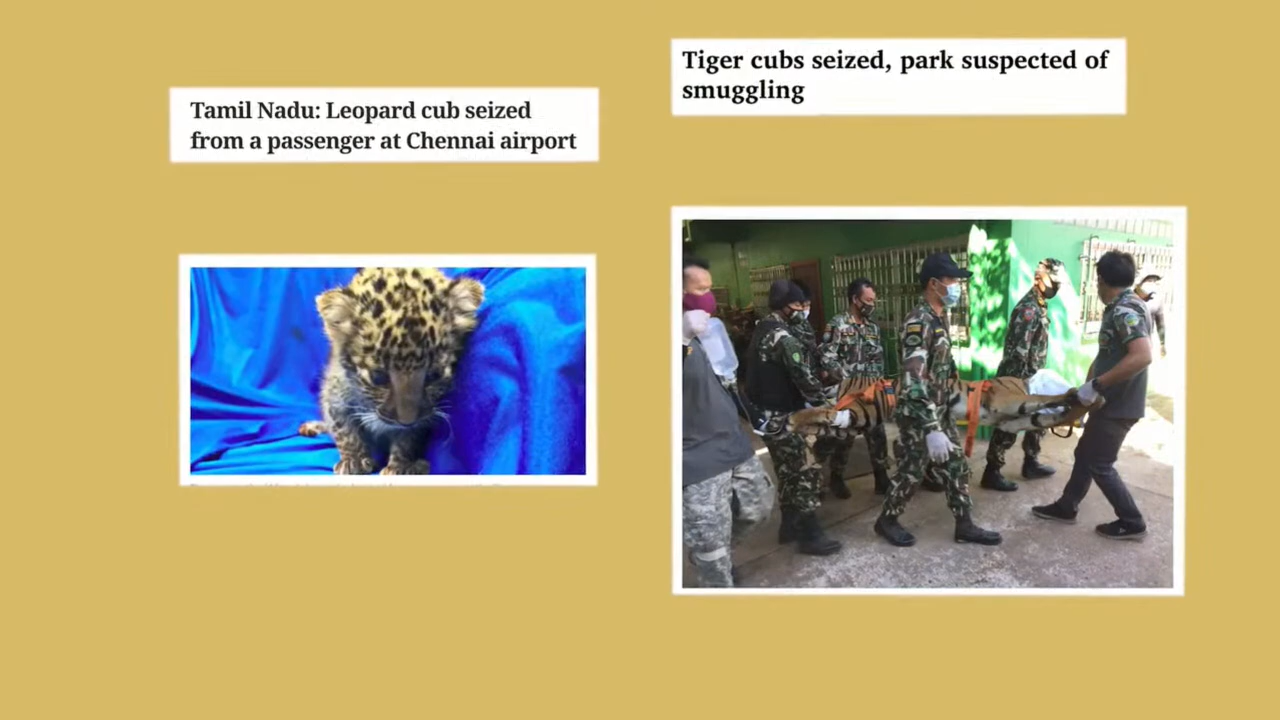 Tamil Nadu: Leopard cub seized
from a passenger at Chennai airport
Tiger cubs seized, park suspected of
smuggling